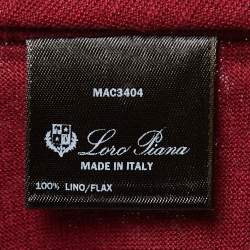 MAC3404
Loro Piana
MADE IN ITALY
100% LINO/FLAX